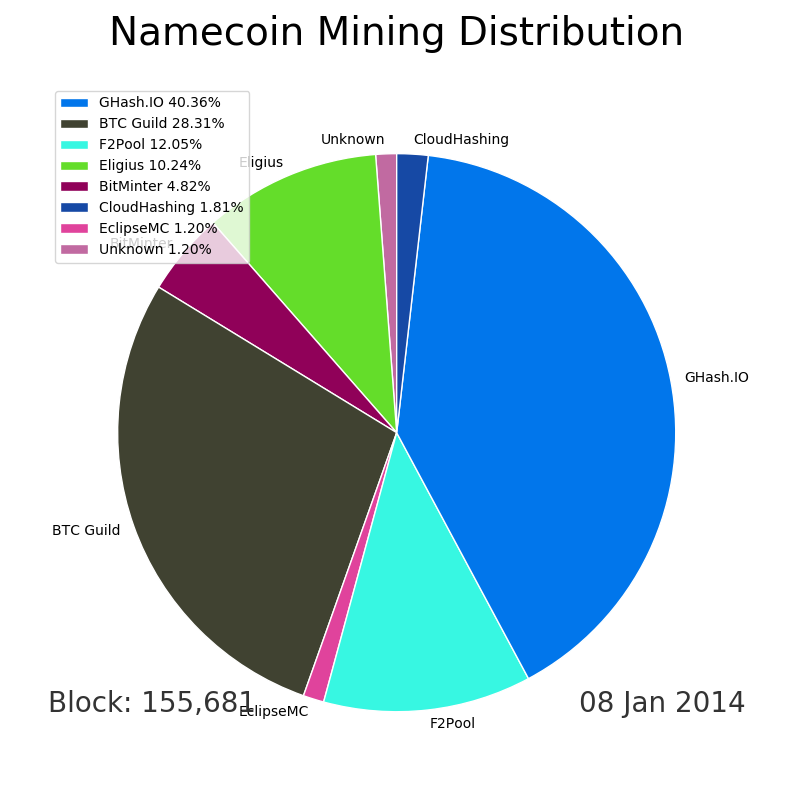 Namecoin Mining Distribution
GHash.IO 40.36%
BTC Guild 28.31%
F2Pool 12.05%
Eligius 10.24%
BitMinter 4.82%
CloudHashing 1.81%
EclipseMC 1.20%
Unknown 1.20%
Unknown
CloudHashing
Eligius
BitMinter
GHash.IO
BTC Guild
Block: 155,681
08 Jan 2014
EclipseMC
F2Pool